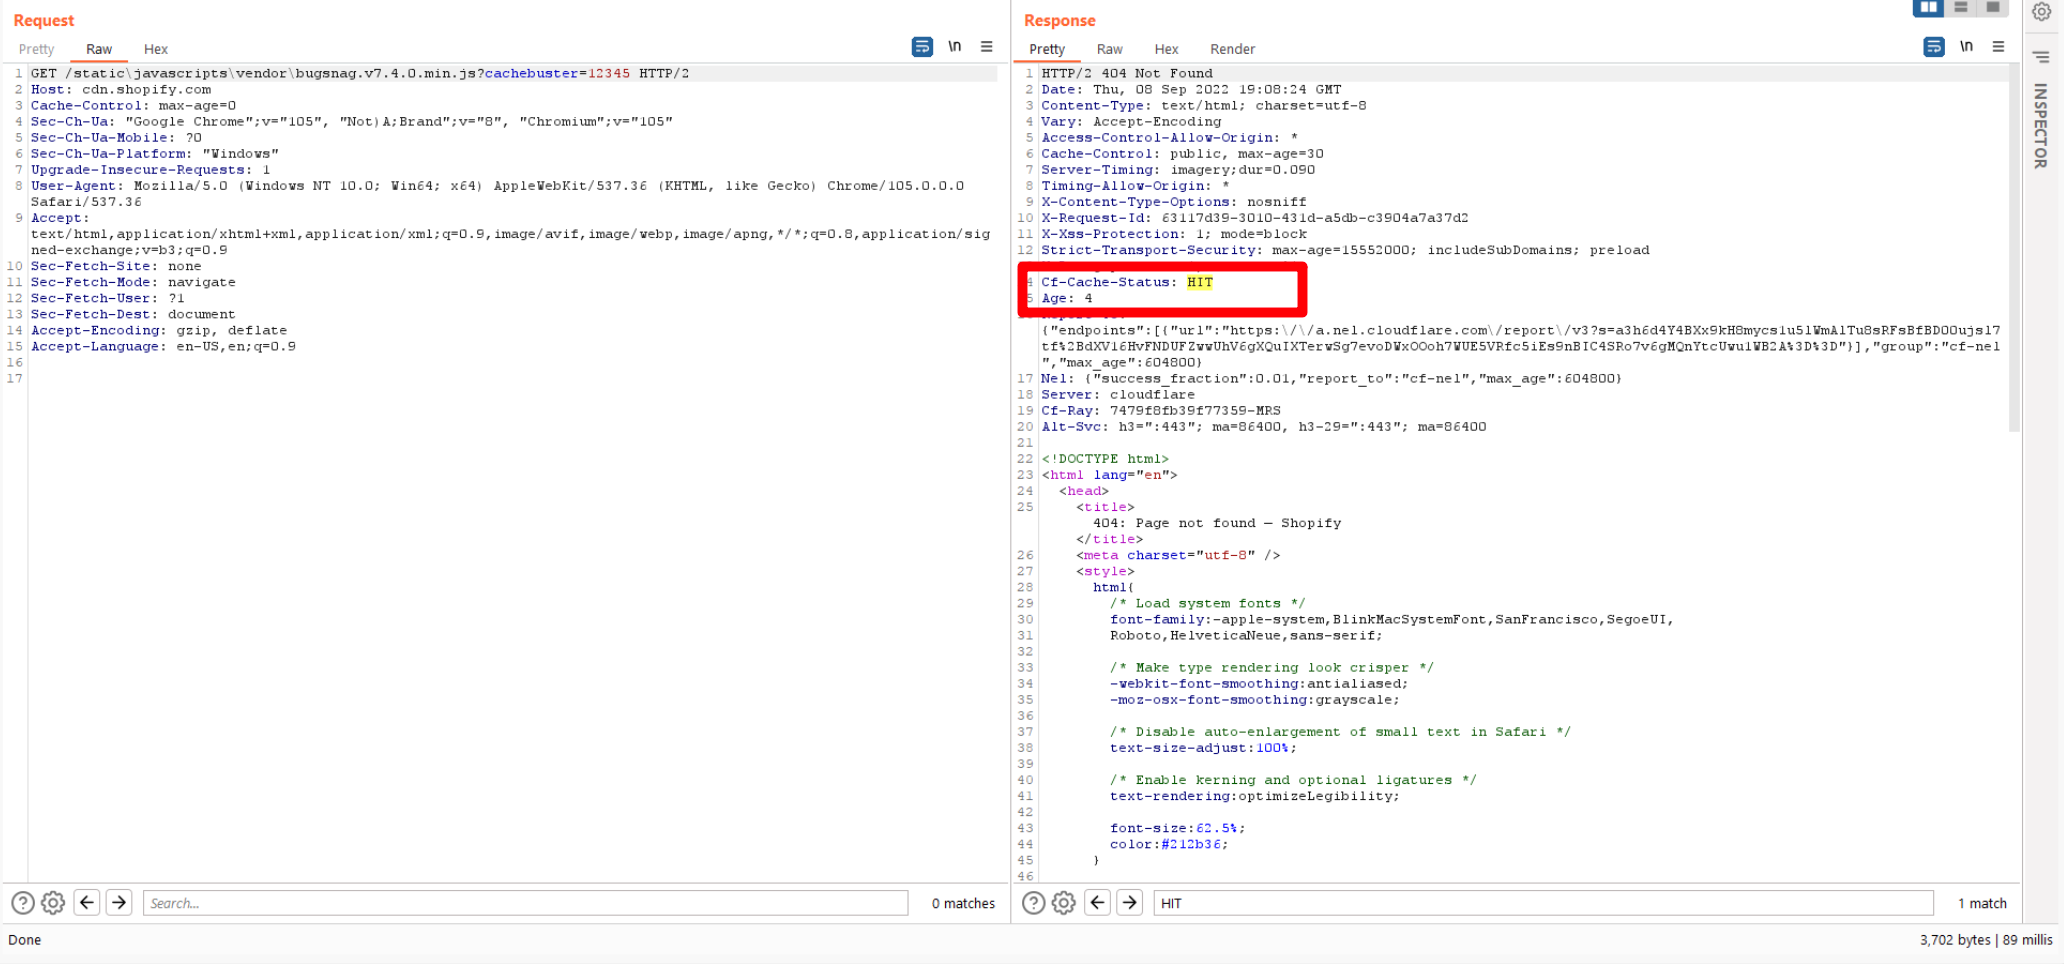 Request
Pretty Raw Hex \n
1 GET /static\javascripts\vendor\bugsnag.v7.4.0.min.js?cachebuster=12345 HTTP/2
2 Host: cdn.shopify.com
3 Cache-Control: max-age=0
4 Sec-Ch-Ua: "Google Chrome";v="105", "Not)A;Brand";v="8", "Chromium";v="105"
5 Sec-Ch-Ua-Mobile: ?0
6 Sec-Ch-Ua-Platform: "Windows"
7 Upgrade-Insecure-Requests: 1
8 User-Agent: Mozilla/5.0 (Windows NT 10.0; Win64; x64) AppleWebKit/537.36 (KHTML, like Gecko) Chrome/105.0.0.0
Safari/537.36
9 Accept:
text/html,application/xhtml+xml,application/xml;q=0.9,image/avif,image/webp,image/apng,*/*;q=0.8,application/sig
ned-exchange;v=b3;q=0.9
10 Sec-Fetch-Site: none
11 Sec-Fetch-Mode: navigate
12 Sec-Fetch-User: ?1
13 Sec-Fetch-Dest: document
14 Accept-Encoding: gzip, deflate
15 Accept-Language: en-US,en;q=0.9
16
17
Search... 0 matches
Response
Pretty Raw Hex Render \n
1 HTTP/2 404 Not Found
2 Date: Thu, 08 Sep 2022 19:08:24 GMT
3 Content-Type: text/html; charset=utf-8
4 Vary: Accept-Encoding
5 Access-Control-Allow-Origin: *
6 Cache-Control: public, max-age=30
7 Server-Timing: imagery;dur=0.090
8 Timing-Allow-Origin: *
9 X-Content-Type-Options: nosniff
10 X-Request-Id: 63117d39-3010-431d-a5db-c3904a7a37d2
11 X-Xss-Protection: 1; mode=block
12 Strict-Transport-Security: max-age=15552000; includeSubDomains; preload
4 Cf-Cache-Status: HIT
5 Age: 4
{"endpoints":[{"url":"https:\/\/a.nel.cloudflare.com\/report\/v3?s=a3h6d4Y4BXx9kH8mycs1u5lWmAlTu8sRFsBfBD0Oujsl7
tf%2BdXV16HvFNDUFZwwUhV6gXQuIXTerwSg7evoDWxOOoh7WUE5VRfc5iEs9nBIC4SRo7v6gMQnYtcUwu1WB2A%3D%3D"}],"group":"cf-nel
","max_age":604800}
17 Nel: {"success_fraction":0.01,"report_to":"cf-nel","max_age":604800}
18 Server: cloudflare
19 Cf-Ray: 7479f8fb39f77359-MRS
20 Alt-Svc: h3=":443"; ma=86400, h3-29=":443"; ma=86400
21
22 <!DOCTYPE html>
23 <html lang="en">
24 <head>
25 <title>
404: Page not found — Shopify
</title>
26 <meta charset="utf-8" />
27 <style>
28 html{
29 /* Load system fonts */
30 font-family:-apple-system,BlinkMacSystemFont,SanFrancisco,SegoeUI,
31 Roboto,HelveticaNeue,sans-serif;
32
33 /* Make type rendering look crisper */
34 -webkit-font-smoothing:antialiased;
35 -moz-osx-font-smoothing:grayscale;
36
37 /* Disable auto-enlargement of small text in Safari */
38 text-size-adjust:100%;
39
40 /* Enable kerning and optional ligatures */
41 text-rendering:optimizeLegibility;
42
43 font-size:62.5%;
44 color:#212b36;
45 }
46
HIT 1 match
INSPECTOR
Done 3,702 bytes | 89 millis